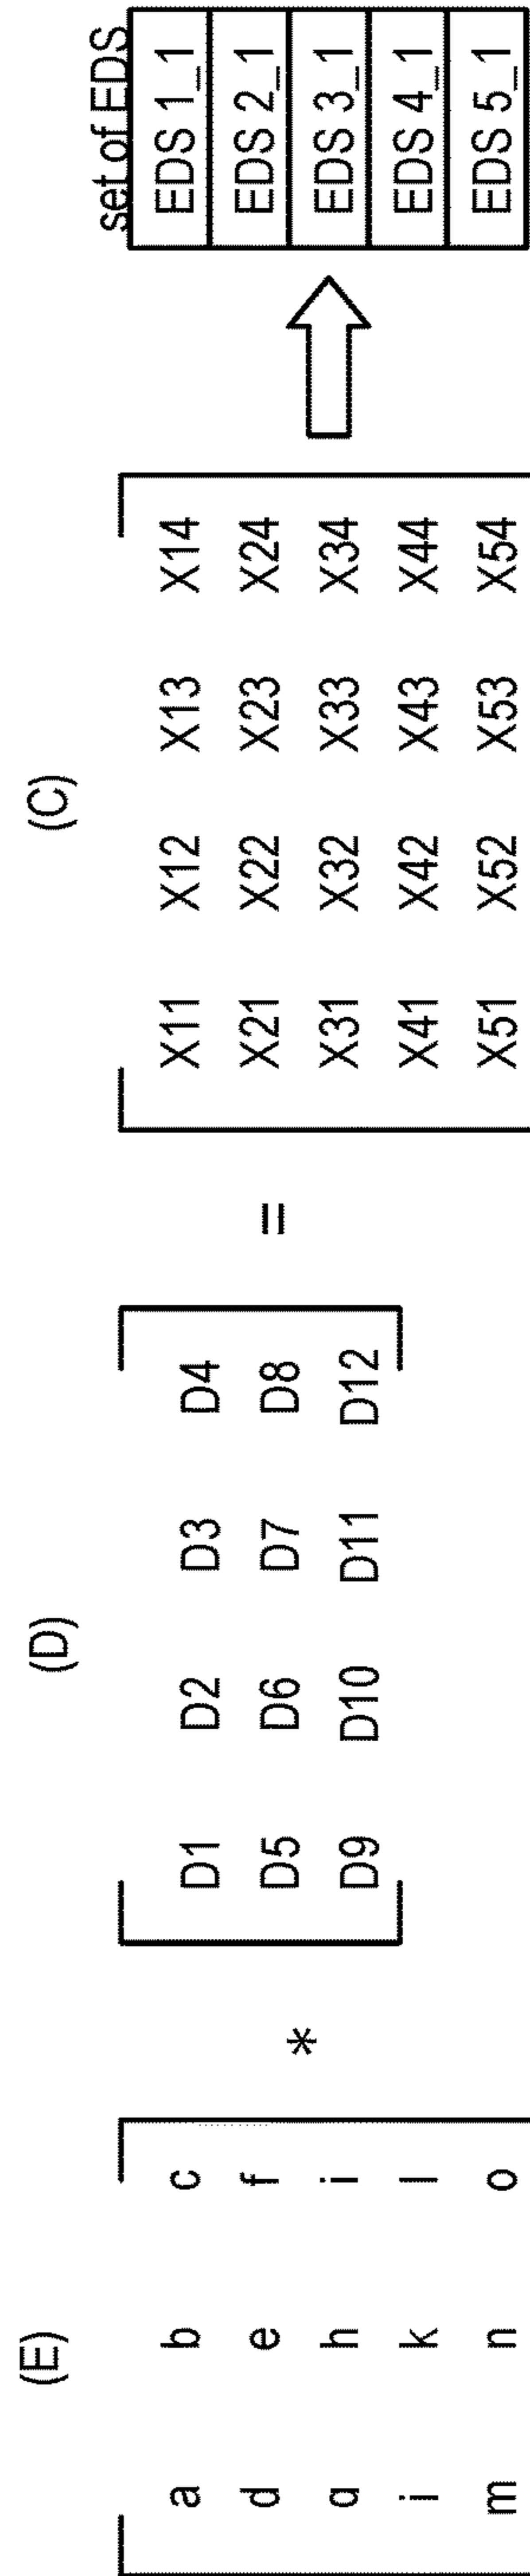 (E) (D) (C) set of EDS
a b c D1 D2 D3 D4 X11 X12 X13 X14 EDS 1_1
d e f D5 D6 D7 D8 X21 X22 X23 X24 EDS 2_1
g h i * D9 D10 D11 D12 = X31 X32 X33 X34 EDS 3_1
j k l X41 X42 X43 X44 EDS 4_1
m n o X51 X52 X53 X54 EDS 5_1